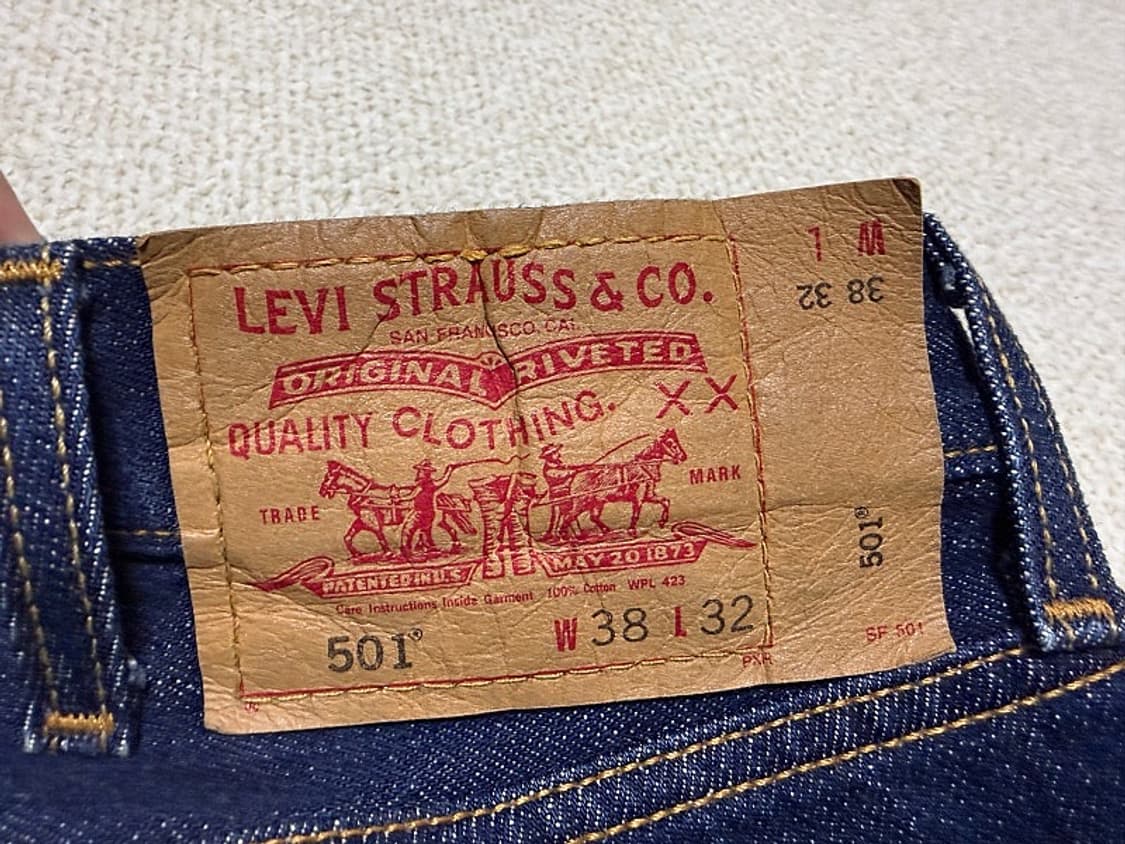 LEVI STRAUSS & CO.
SAN FRANCISCO, CAL.
ORIGINAL RIVETED
QUALITY CLOTHING. XX
TRADE MARK
PATENTED IN U.S. MAY 20 1873
Care Instructions Inside Garment 100% Cotton WPL 423
501® W 38 L 32
W L
38 32
501®
SF 501